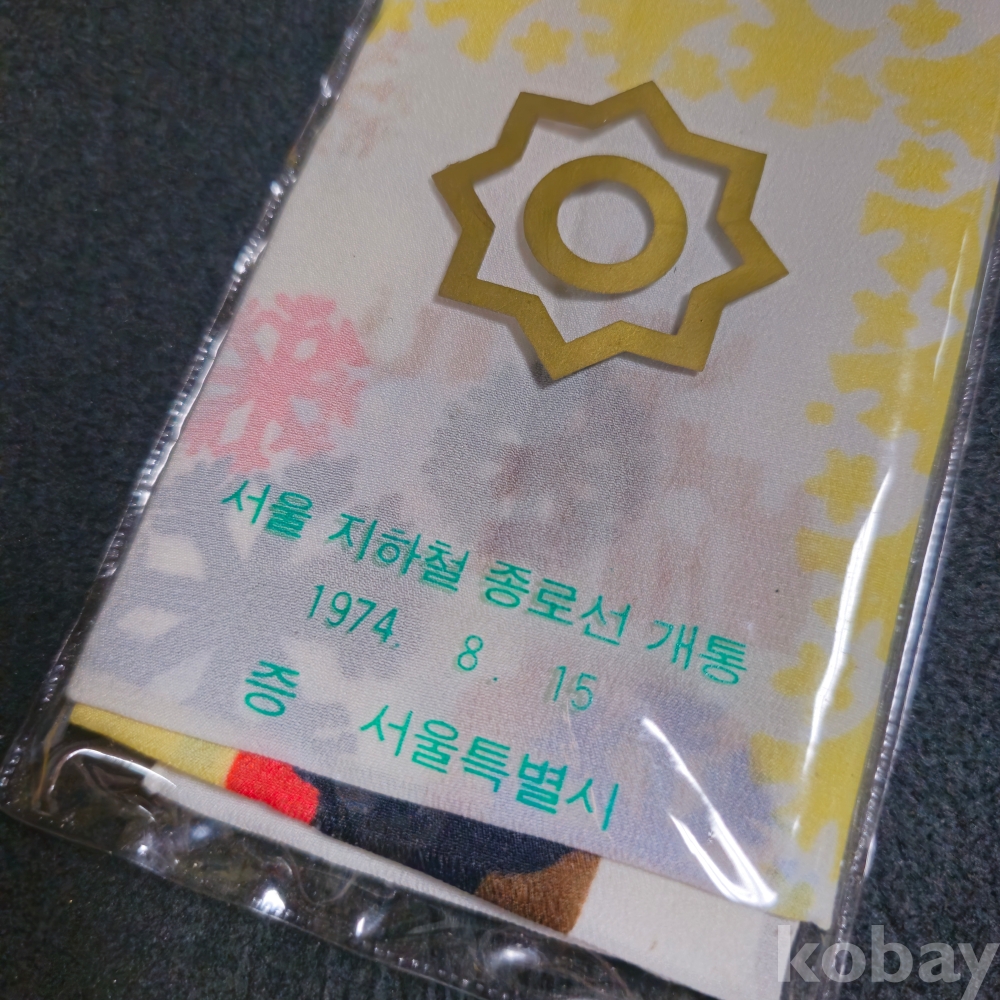 서울 지하철 종로선 개통
1974. 8. 15
증 서울특별시
kobay